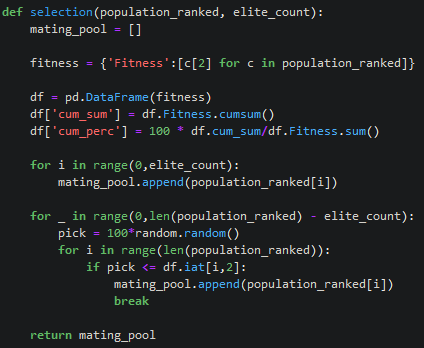 def selection(population_ranked, elite_count):
    mating_pool = []

    fitness = {'Fitness':[c[2] for c in population_ranked]}

    df = pd.DataFrame(fitness)
    df['cum_sum'] = df.Fitness.cumsum()
    df['cum_perc'] = 100 * df.cum_sum/df.Fitness.sum()

    for i in range(0,elite_count):
        mating_pool.append(population_ranked[i])

    for _ in range(0,len(population_ranked) - elite_count):
        pick = 100*random.random()
        for i in range(len(population_ranked)):
            if pick <= df.iat[i,2]:
                mating_pool.append(population_ranked[i])
                break

    return mating_pool